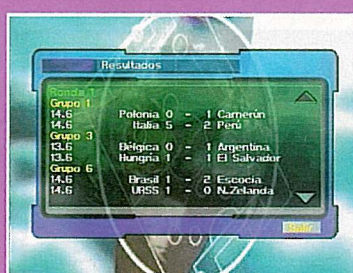 Resultados
Ronda 1
Grupo 1
14.6 Polonia 0 - 1 Camerún
14.6 Italia 5 - 2 Perú
Grupo 3
13.6 Bélgica 0 - 1 Argentina
13.6 Hungria 1 - 1 El Salvador
Grupo 6
14.6 Brasil 1 - 2 Escocia
14.6 URSS 1 - 0 N.Zelanda
Salir